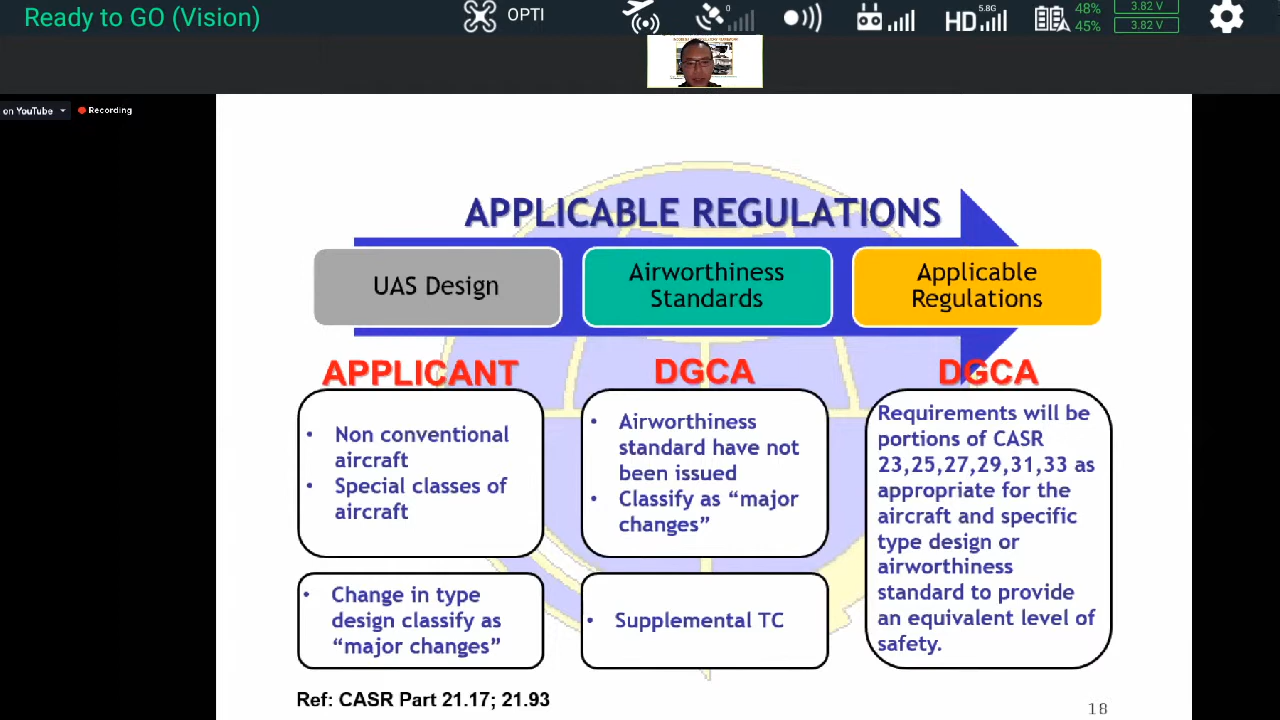 Ready to GO (Vision)
OPTI
0
HD
5.8G
48%
45%
3.82 V
3.82 V
on YouTube
Recording
APPLICABLE REGULATIONS
UAS Design
Airworthiness
Standards
Applicable
Regulations
APPLICANT
• Non conventional
aircraft
• Special classes of
aircraft
• Change in type
design classify as
“major changes”
DGCA
• Airworthiness
standard have not
been issued
• Classify as “major
changes”
• Supplemental TC
DGCA
Requirements will be
portions of CASR
23,25,27,29,31,33 as
appropriate for the
aircraft and specific
type design or
airworthiness
standard to provide
an equivalent level of
safety.
Ref: CASR Part 21.17; 21.93
18